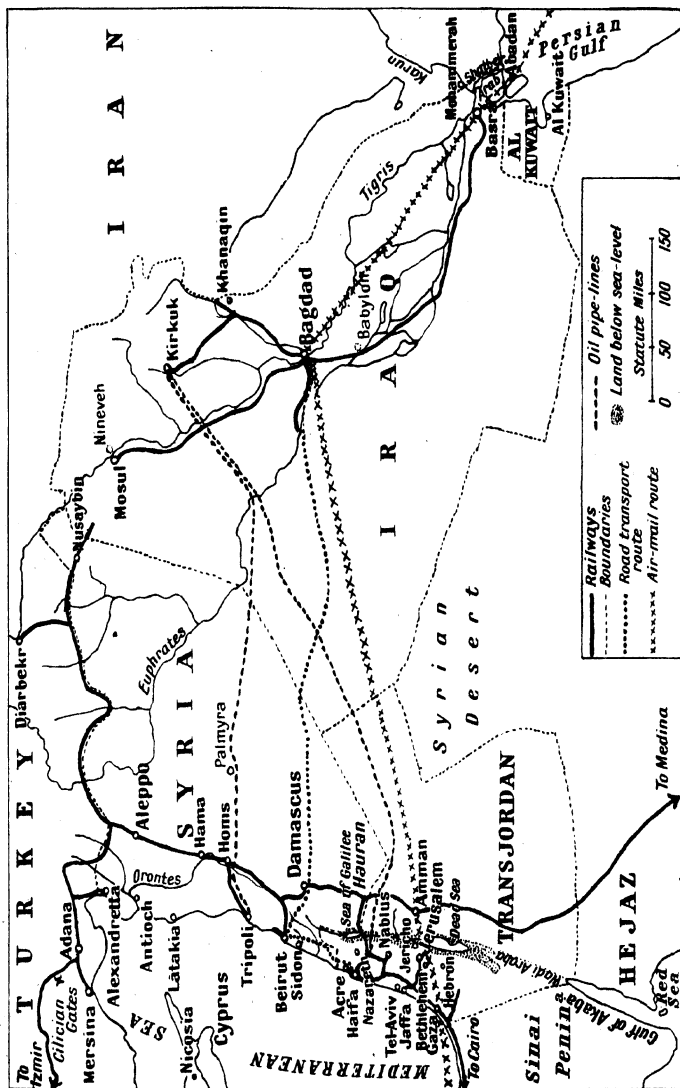 TURKEY
IRAN
To
Izmir
Cilician
Gates
Adana
Mersina
Alexandretta
Antioch
Diarbekr
Nusaybin
Mosul
Nineveh
Kirkuk
Khanaqin
Karun
Mohammerah
Shatt
Arab
Abadan
Persian
Gulf
Basra
AL
KUWAIT
Al Kuwait
Tigris
Bagdad
Babylon
IRAQ
Euphrates
SYRIA
Aleppo
Orontes
Hama
Homs
Palmyra
Latakia
Tripoli
SEA
Nicosia
Cyprus
MEDITERRANEAN
Beirut
Sidon
Damascus
Sea of Galilee
Hauran
Acre
Haifa
Nazareth
Nablus
Tel-Aviv
Jaffa
Jericho
Amman
Jerusalem
Bethlehem
Dead Sea
Gaza
Hebron
To Cairo
Syrian
Desert
TRANSJORDAN
Wadi Araba
Sinai
Penin
Gulf of Akaba
HEJAZ
Red
Sea
To Medina
Railways
Boundaries
Road transport
route
Air-mail route
Oil pipe-lines
Land below sea-level
Statute Miles
0 50 100 150